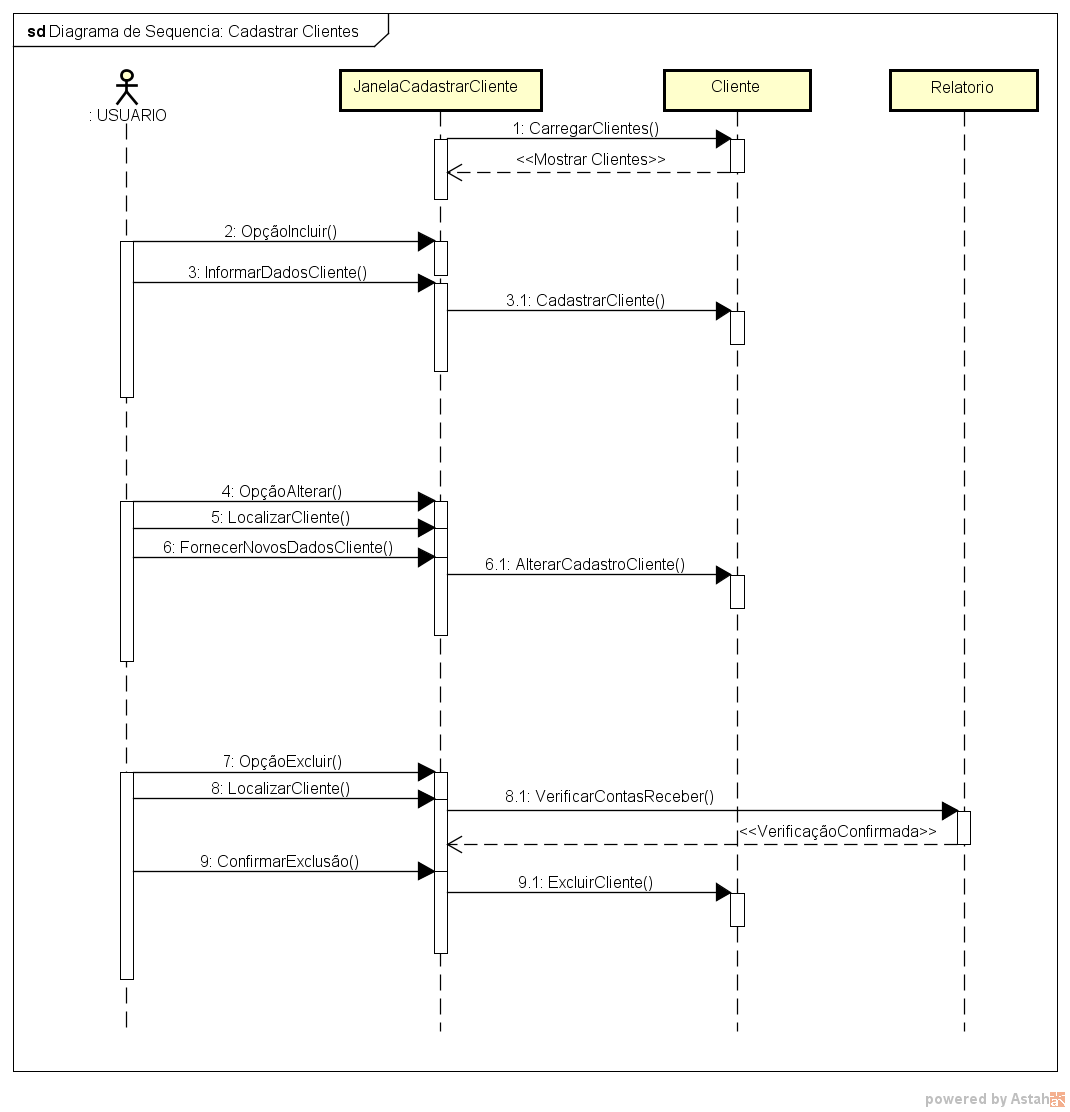 sd Diagrama de Sequencia: Cadastrar Clientes
: USUARIO
JanelaCadastrarCliente
Cliente
Relatorio
1: CarregarClientes()
<<Mostrar Clientes>>
2: OpçãoIncluir()
3: InformarDadosCliente()
3.1: CadastrarCliente()
4: OpçãoAlterar()
5: LocalizarCliente()
6: FornecerNovosDadosCliente()
6.1: AlterarCadastroCliente()
7: OpçãoExcluir()
8: LocalizarCliente()
8.1: VerificarContasReceber()
<<VerificaçãoConfirmada>>
9: ConfirmarExclusão()
9.1: ExcluirCliente()
powered by Astah